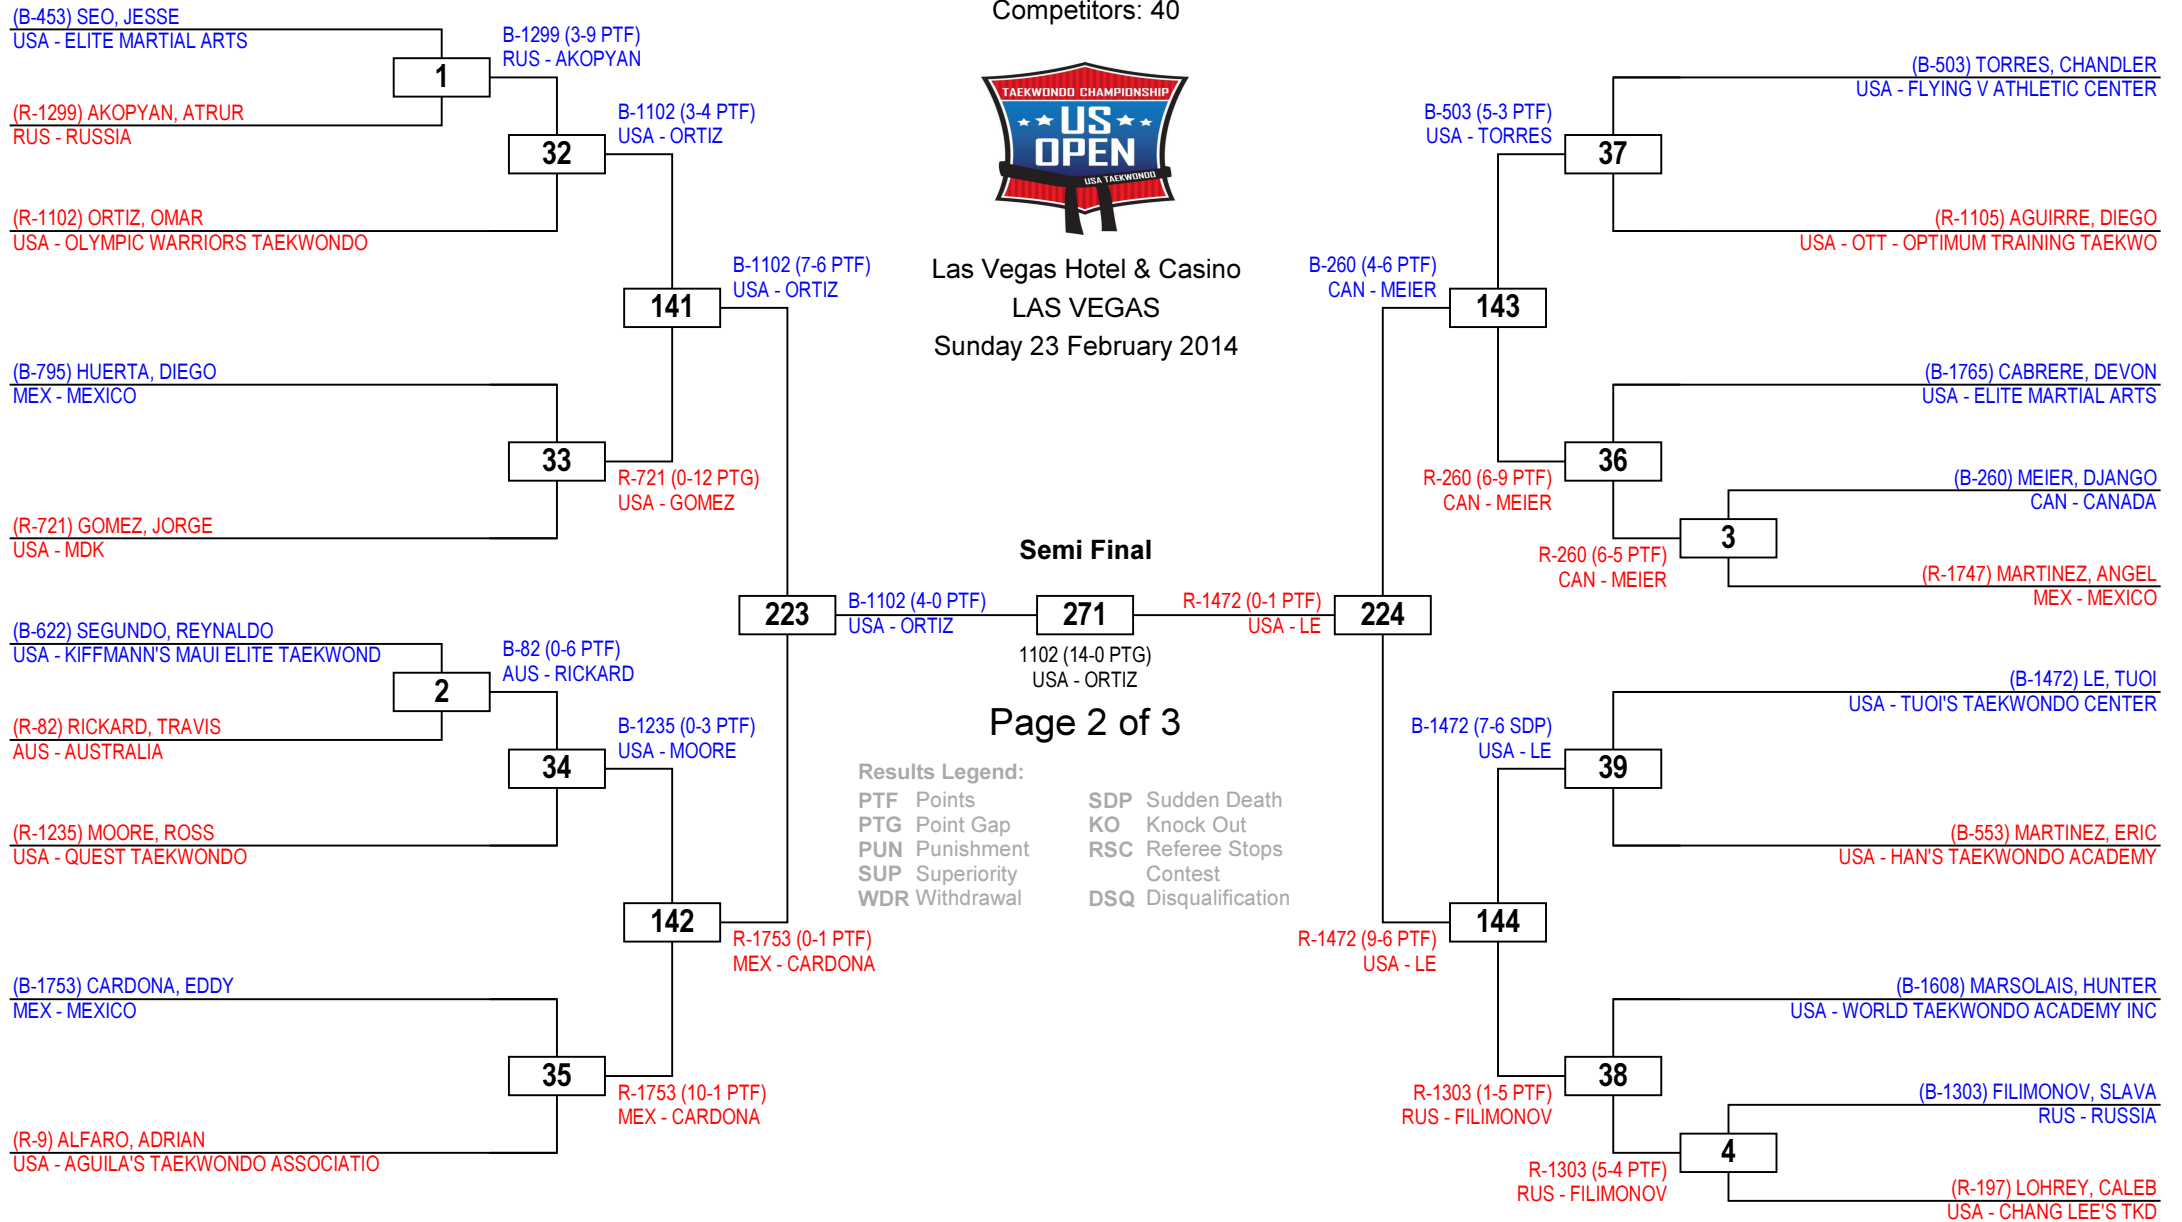 (B-453) SEO, JESSE
USA - ELITE MARTIAL ARTS
1
B-1299 (3-9 PTF)
RUS - AKOPYAN
(R-1299) AKOPYAN, ATRUR
RUS - RUSSIA
32
B-1102 (3-4 PTF)
USA - ORTIZ
(R-1102) ORTIZ, OMAR
USA - OLYMPIC WARRIORS TAEKWONDO
141
B-1102 (7-6 PTF)
USA - ORTIZ
(B-795) HUERTA, DIEGO
MEX - MEXICO
33
R-721 (0-12 PTG)
USA - GOMEZ
(R-721) GOMEZ, JORGE
USA - MDK
223
B-1102 (4-0 PTF)
USA - ORTIZ
(B-622) SEGUNDO, REYNALDO
USA - KIFFMANN'S MAUI ELITE TAEKWOND
2
B-82 (0-6 PTF)
AUS - RICKARD
(R-82) RICKARD, TRAVIS
AUS - AUSTRALIA
34
B-1235 (0-3 PTF)
USA - MOORE
(R-1235) MOORE, ROSS
USA - QUEST TAEKWONDO
142
R-1753 (0-1 PTF)
MEX - CARDONA
(B-1753) CARDONA, EDDY
MEX - MEXICO
35
R-1753 (10-1 PTF)
MEX - CARDONA
(R-9) ALFARO, ADRIAN
USA - AGUILA'S TAEKWONDO ASSOCIATIO
Competitors: 40
TAEKWONDO CHAMPIONSHIP
US
OPEN
USA TAEKWONDO
Las Vegas Hotel & Casino
LAS VEGAS
Sunday 23 February 2014
Semi Final
271
1102 (14-0 PTG)
USA - ORTIZ
Page 2 of 3
Results Legend:
PTF Points SDP Sudden Death
PTG Point Gap KO Knock Out
PUN Punishment RSC Referee Stops
SUP Superiority Contest
WDR Withdrawal DSQ Disqualification
(B-503) TORRES, CHANDLER
USA - FLYING V ATHLETIC CENTER
B-503 (5-3 PTF)
USA - TORRES
37
(R-1105) AGUIRRE, DIEGO
USA - OTT - OPTIMUM TRAINING TAEKWO
B-260 (4-6 PTF)
CAN - MEIER
143
(B-1765) CABRERE, DEVON
USA - ELITE MARTIAL ARTS
36
R-260 (6-9 PTF)
CAN - MEIER
(B-260) MEIER, DJANGO
CAN - CANADA
3
R-260 (6-5 PTF)
CAN - MEIER
(R-1747) MARTINEZ, ANGEL
MEX - MEXICO
R-1472 (0-1 PTF)
USA - LE
224
(B-1472) LE, TUOI
USA - TUOI'S TAEKWONDO CENTER
B-1472 (7-6 SDP)
USA - LE
39
(B-553) MARTINEZ, ERIC
USA - HAN'S TAEKWONDO ACADEMY
144
R-1472 (9-6 PTF)
USA - LE
(B-1608) MARSOLAIS, HUNTER
USA - WORLD TAEKWONDO ACADEMY INC
38
R-1303 (1-5 PTF)
RUS - FILIMONOV
(B-1303) FILIMONOV, SLAVA
RUS - RUSSIA
4
R-1303 (5-4 PTF)
RUS - FILIMONOV
(R-197) LOHREY, CALEB
USA - CHANG LEE'S TKD